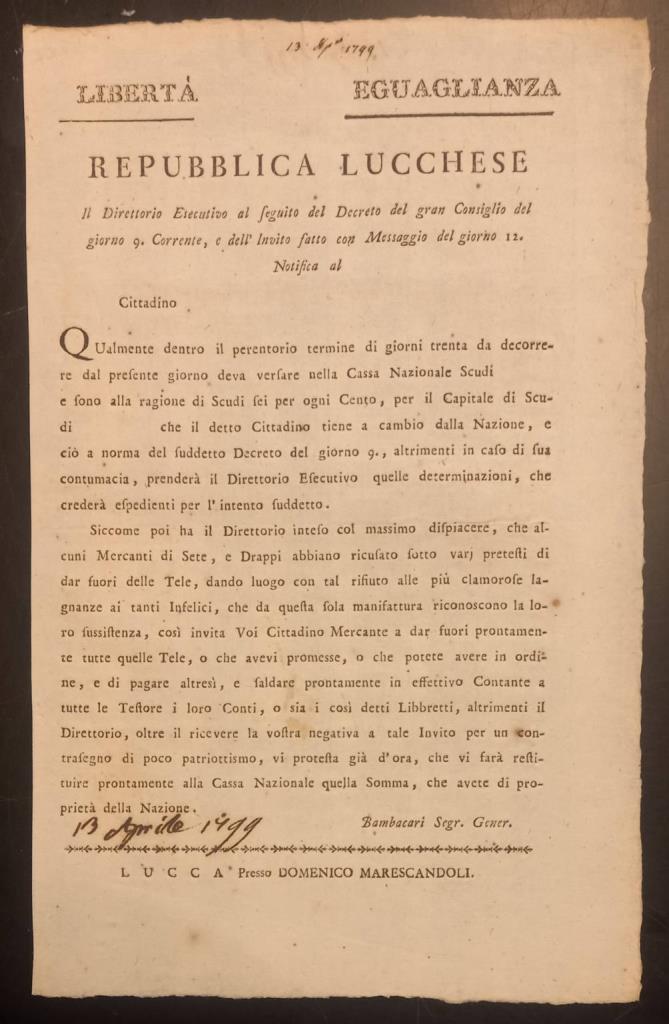 13 Aple 1799
LIBERTÀ EGUAGLIANZA
REPUBBLICA LUCCHESE
Il Direttorio Esecutivo al ſeguito del Decreto del gran Consiglio del
giorno 9. Corrente, e dell' Invito fatto con Messaggio del giorno 12.
Notifica al
Cittadino
QUalmente dentro il perentorio termine di giorni trenta da decorre-
re dal preſente giorno deva verſare nella Cassa Nazionale Scudi
e ſono alla ragione di Scudi ſei per ogni Cento, per il Capitale di Scu-
di che il detto Cittadino tiene a cambio dalla Nazione, e
ciò a norma del ſuddetto Decreto del giorno 9., altrimenti in caſo di ſua
contumacia, prenderà il Direttorio Eſecutivo quelle determinazioni, che
crederà eſpedienti per l' intento ſuddetto.
Siccome poi ha il Direttorio inteſo col massimo diſpiacere, che al-
cuni Mercanti di Sete, e Drappi abbiano ricuſato ſotto varj preteſti di
dar fuori delle Tele, dando luogo con tal rifiuto alle più clamoroſe la-
gnanze ai tanti Infelici, che da queſta ſola manifattura riconoscono la lo-
ro ſussiſtenza, così invita Voi Cittadino Mercante a dar fuori prontamen-
te tutte quelle Tele, o che avevi promesse, o che potete avere in ordi-
ne, e di pagare altresì, e ſaldare prontamente in effettivo Contante a
tutte le Teſtore i loro Conti, o sia i così detti Libbretti, altrimenti il
Direttorio, oltre il ricevere la voſtra negativa a tale Invito per un con-
traſegno di poco patriottismo, vi proteſta già d'ora, che vi farà reſti-
tuire prontamente alla Cassa Nazionale quella Somma, che avete di pro-
prietà della Nazione.
13 Aprile 1799 Bambacari Segr. Gener.
LUCCA Presso DOMENICO MARESCANDOLI.